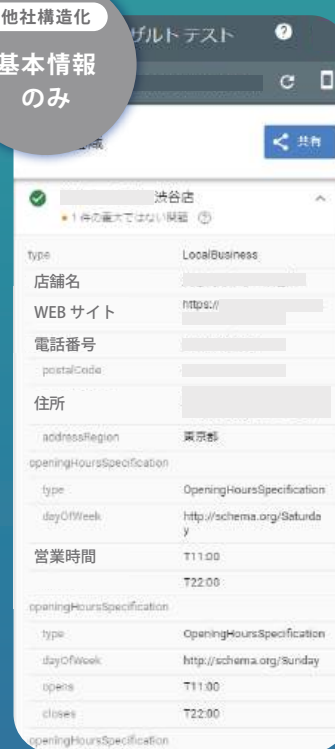 他社構造化
基本情報
のみ
ザルト テスト
共有
渋谷店
1 件の重大ではない問題
type LocalBusiness
店舗名
WEB サイト https://
電話番号
postalCode
住所
addressRegion 東京都
openingHoursSpecification
type OpeningHoursSpecification
dayOfWeek http://schema.org/Saturda
y
営業時間 T11:00
T22:00
openingHoursSpecification
type OpeningHoursSpecification
dayOfWeek http://schema.org/Sunday
opens T11:00
closes T22:00
openingHoursSpecification